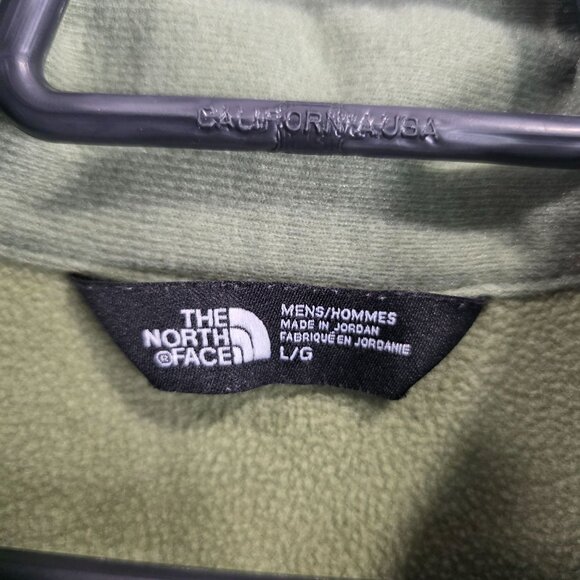 CALIFORNIA USA
THE
NORTH
FACE®
MENS/HOMMES
MADE IN JORDAN
FABRIQUÉ EN JORDANIE
L/G